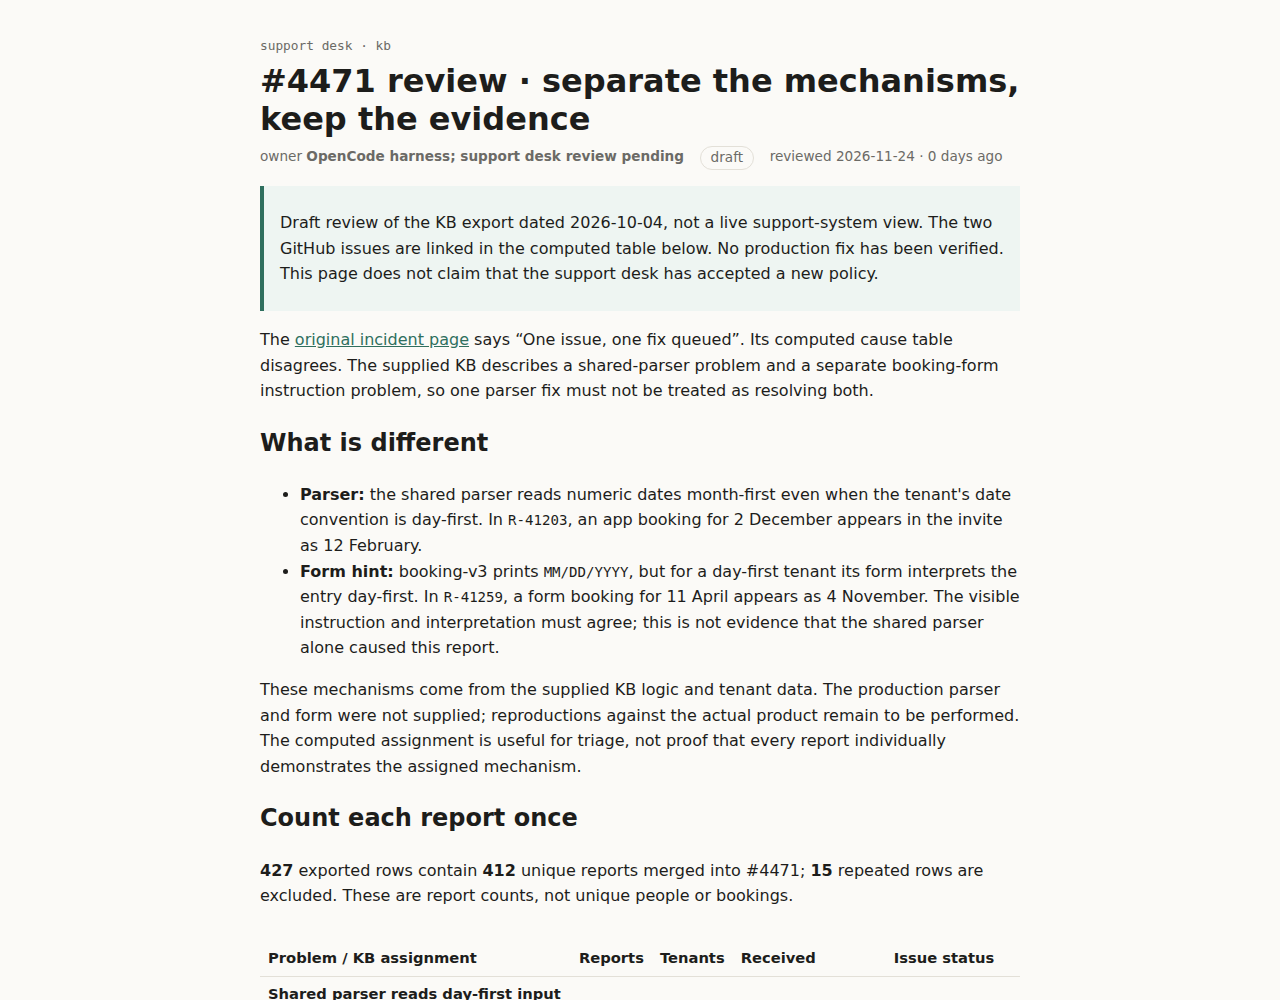 support desk · kb
#4471 review · separate the mechanisms,
keep the evidence
owner OpenCode harness; support desk review pending draft reviewed 2026-11-24 · 0 days ago
Draft review of the KB export dated 2026-10-04, not a live support-system view. The two
GitHub issues are linked in the computed table below. No production fix has been verified.
This page does not claim that the support desk has accepted a new policy.
The original incident page says “One issue, one fix queued”. Its computed cause table
disagrees. The supplied KB describes a shared-parser problem and a separate booking-form
instruction problem, so one parser fix must not be treated as resolving both.
What is different
• Parser: the shared parser reads numeric dates month-first even when the tenant's date
convention is day-first. In R-41203, an app booking for 2 December appears in the invite
as 12 February.
• Form hint: booking-v3 prints MM/DD/YYYY, but for a day-first tenant its form interprets the
entry day-first. In R-41259, a form booking for 11 April appears as 4 November. The visible
instruction and interpretation must agree; this is not evidence that the shared parser
alone caused this report.
These mechanisms come from the supplied KB logic and tenant data. The production parser
and form were not supplied; reproductions against the actual product remain to be performed.
The computed assignment is useful for triage, not proof that every report individually
demonstrates the assigned mechanism.
Count each report once
427 exported rows contain 412 unique reports merged into #4471; 15 repeated rows are
excluded. These are report counts, not unique people or bookings.
Problem / KB assignment Reports Tenants Received Issue status
Shared parser reads day-first input